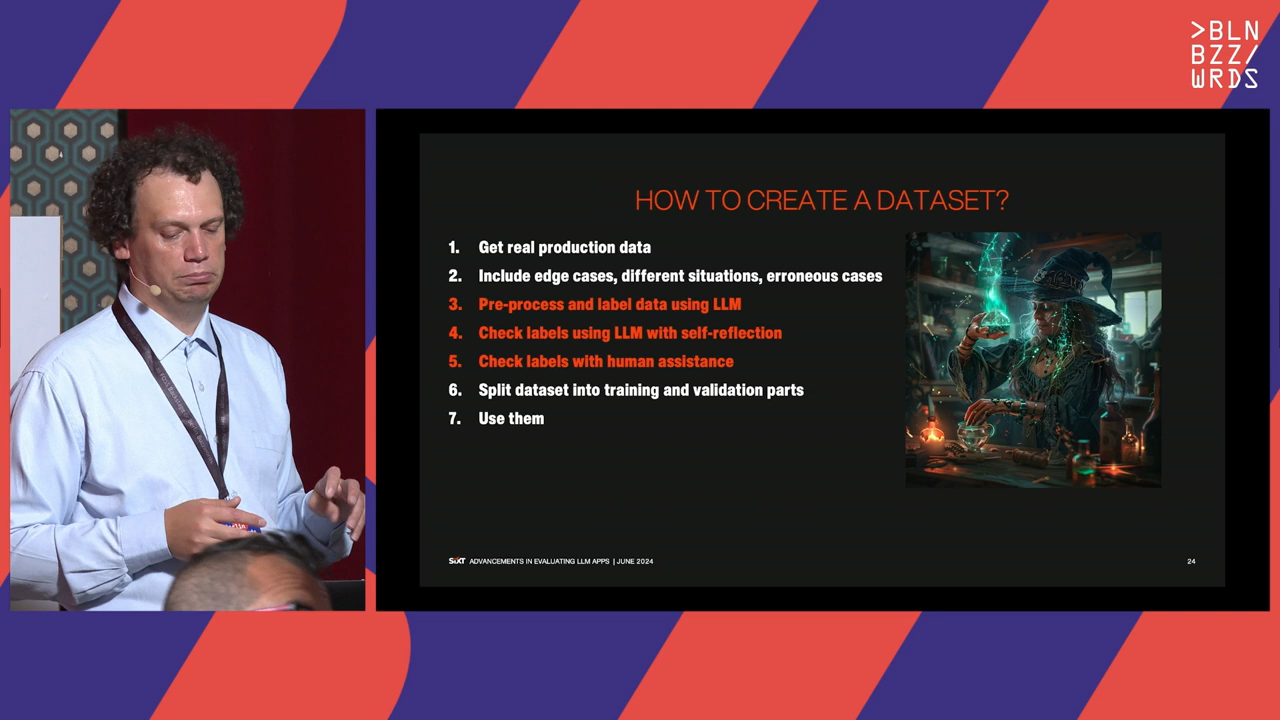 >BLN
BZZ/
WRDS
HOW TO CREATE A DATASET?
1. Get real production data
2. Include edge cases, different situations, erroneous cases
3. Pre-process and label data using LLM
4. Check labels using LLM with self-reflection
5. Check labels with human assistance
6. Split dataset into training and validation parts
7. Use them
SIXT ADVANCEMENTS IN EVALUATING LLM APPS | JUNE 2024
24